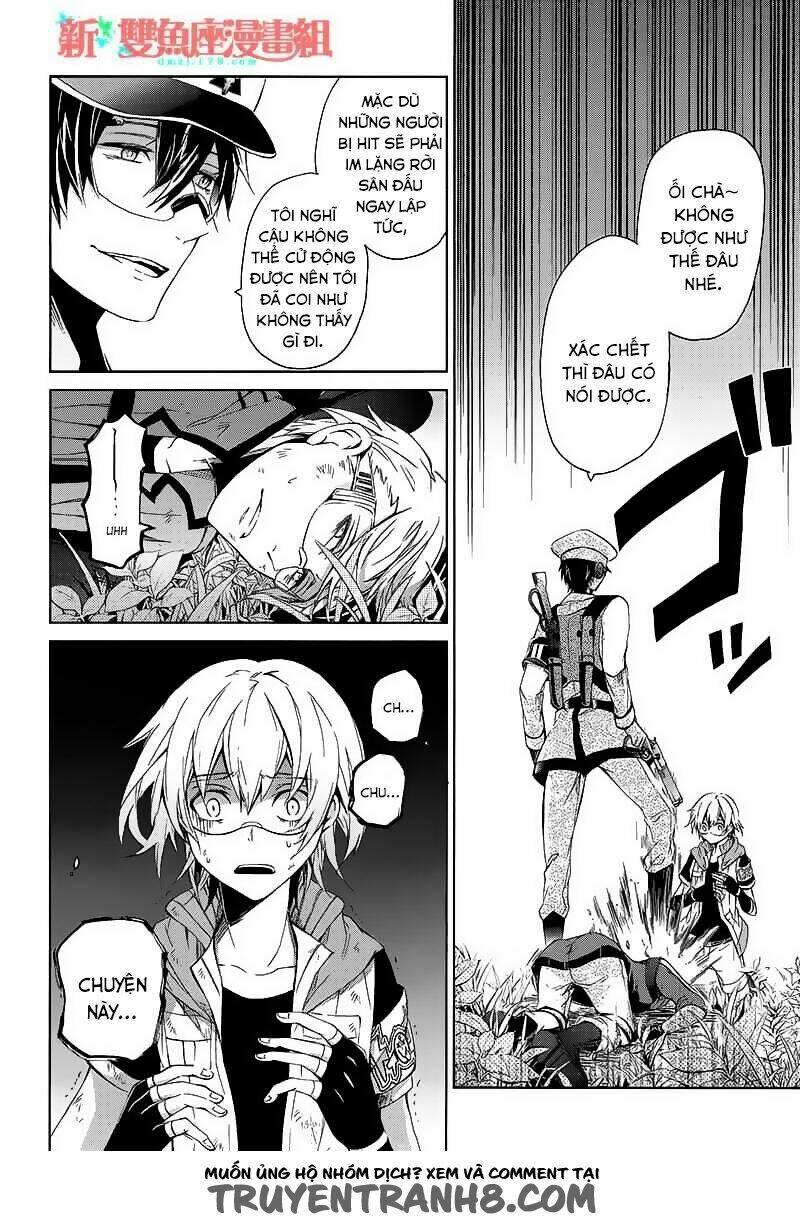 新雙魚座漫畫組
dmzj.178.com
ỐI CHÀ~
KHÔNG
ĐƯỢC NHƯ
THẾ ĐÂU
NHÉ.
XÁC CHẾT
THÌ ĐÂU CÓ
NÓI ĐƯỢC.
ゴ
MẶC DÙ
NHỮNG NGƯỜI
BỊ HIT SẼ PHẢI
IM LẶNG RỜI
SÂN ĐẤU
NGAY LẬP
TỨC,
TÔI NGHĨ
CẬU KHÔNG
THỂ CỬ ĐỘNG
ĐƯỢC NÊN TÔI
ĐÃ COI NHƯ
KHÔNG THẤY
GÌ ĐI.
......
UHH
CH...
CHU...
CHUYỆN
NÀY...
MUỐN ỦNG HỘ NHÓM DỊCH? XEM VÀ COMMENT TẠI
TRUYENTRANH8.COM